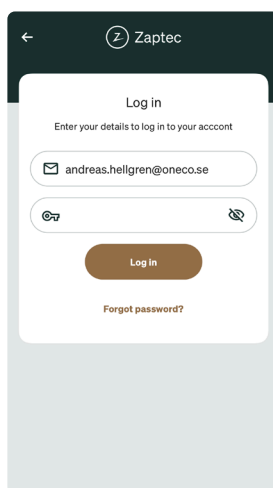 Zaptec
Log in
Enter your details to log in to your acccont
andreas.hellgren@oneco.se
Log in
Forgot password?